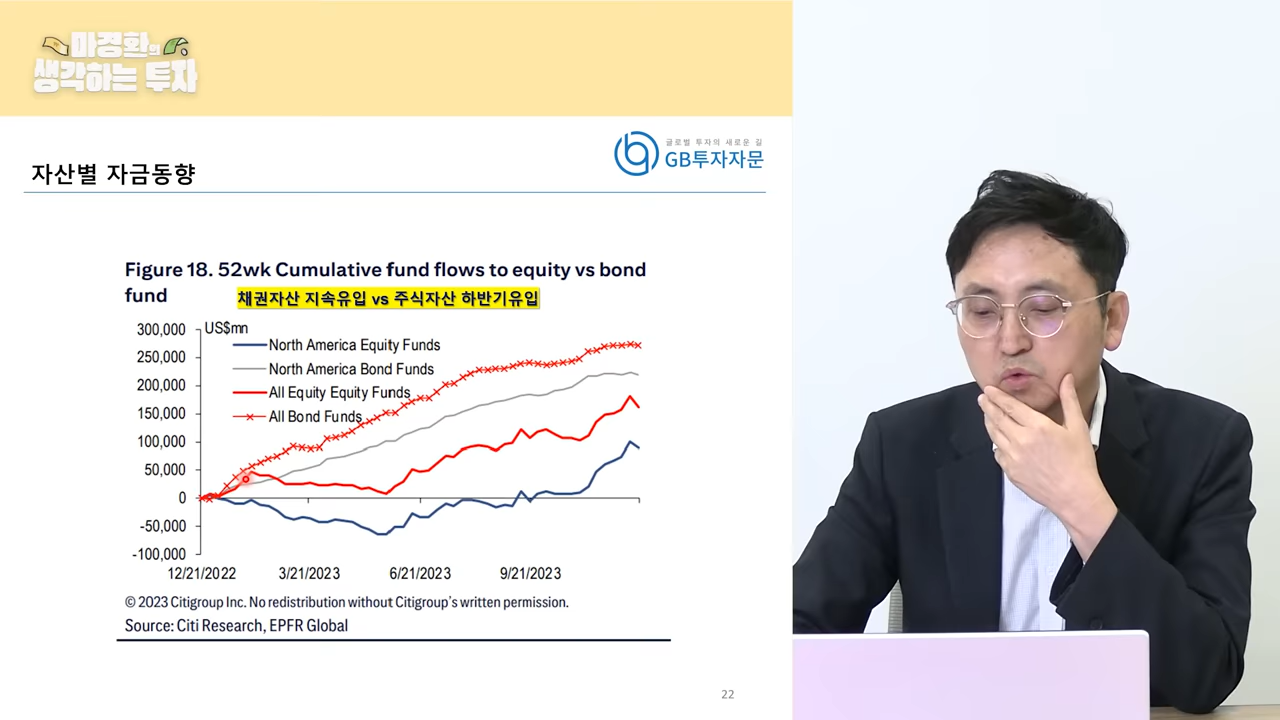 마경환의
생각하는 투자
글로벌 투자의 새로운 길
GB투자자문
자산별 자금동향
Figure 18. 52wk Cumulative fund flows to equity vs bond
fund
채권자산 지속유입 vs 주식자산 하반기유입
US$mn
300,000
250,000
200,000
150,000
100,000
50,000
0
-50,000
-100,000
North America Equity Funds
North America Bond Funds
All Equity Equity Funds
All Bond Funds
12/21/2022 3/21/2023 6/21/2023 9/21/2023
© 2023 Citigroup Inc. No redistribution without Citigroup's written permission.
Source: Citi Research, EPFR Global
22